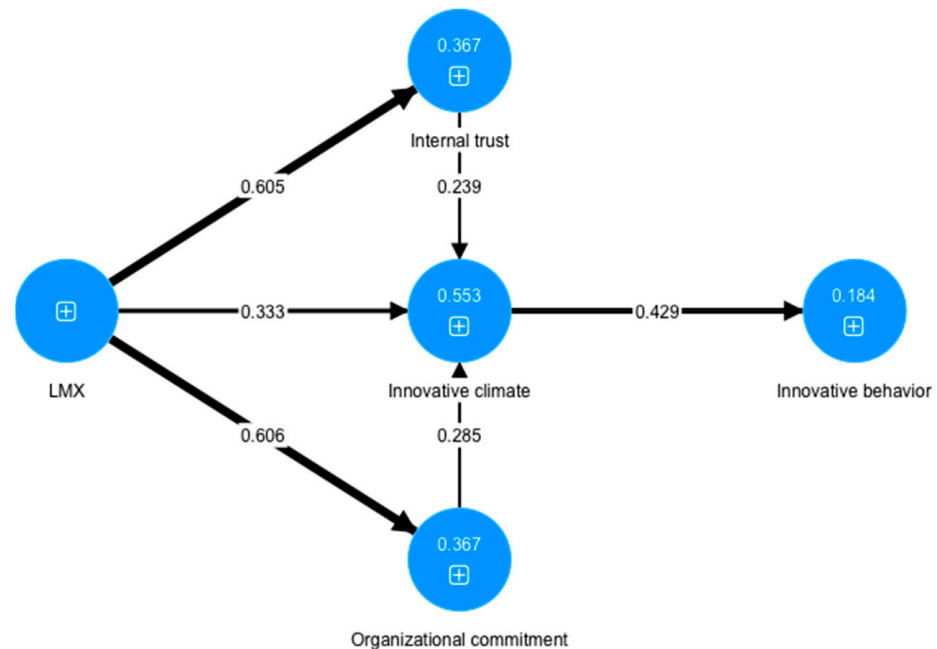 0.367
Internal trust
0.605
0.239
0.333
0.553
0.429
0.184
LMX
Innovative climate
Innovative behavior
0.606
0.285
0.367
Organizational commitment